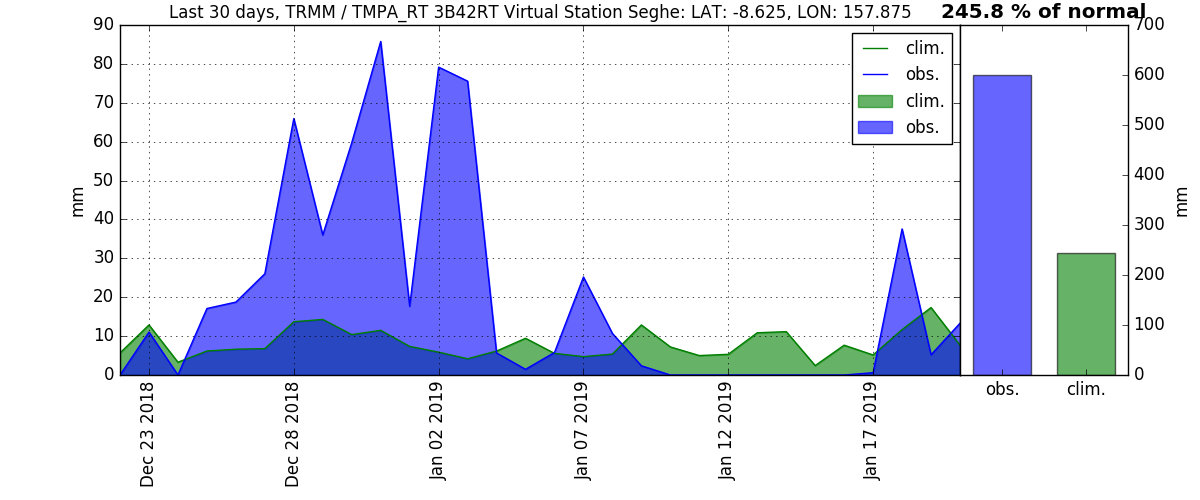 Last 30 days, TRMM / TMPA_RT 3B42RT Virtual Station Seghe: LAT: -8.625, LON: 157.875
245.8 % of normal
90
80
70
60
50
40
30
20
10
0
mm
clim.
obs.
clim.
obs.
Dec 23 2018
Dec 28 2018
Jan 02 2019
Jan 07 2019
Jan 12 2019
Jan 17 2019
700
600
500
400
300
200
100
0
mm
obs.
clim.